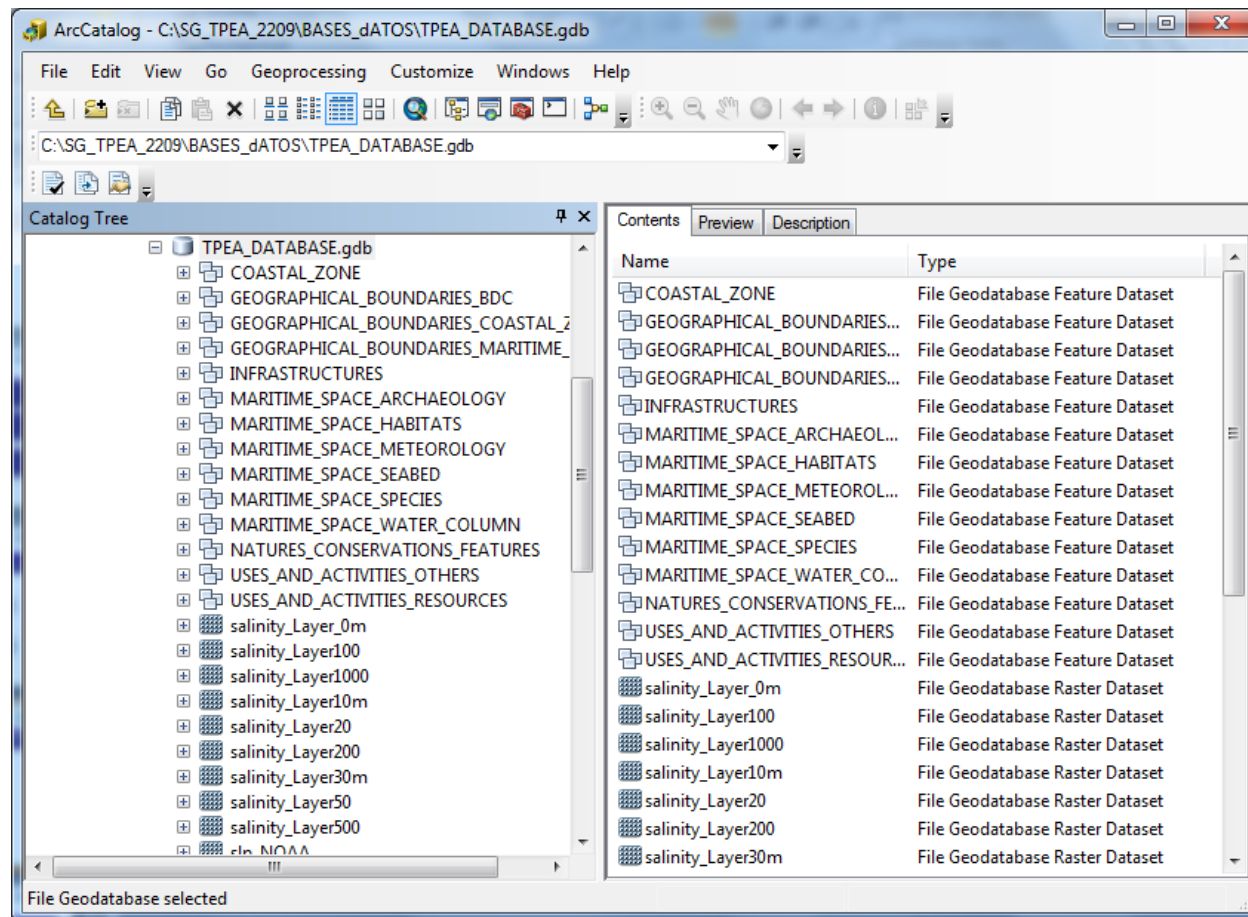 ArcCatalog - C:\SG_TPEA_2209\BASES_dATOS\TPEA_DATABASE.gdb
File Edit View Go Geoprocessing Customize Windows Help
C:\SG_TPEA_2209\BASES_dATOS\TPEA_DATABASE.gdb
Catalog Tree
TPEA_DATABASE.gdb
COASTAL_ZONE
GEOGRAPHICAL_BOUNDARIES_BDC
GEOGRAPHICAL_BOUNDARIES_COASTAL_Z
GEOGRAPHICAL_BOUNDARIES_MARITIME_
INFRASTRUCTURES
MARITIME_SPACE_ARCHAEOLOGY
MARITIME_SPACE_HABITATS
MARITIME_SPACE_METEOROLOGY
MARITIME_SPACE_SEABED
MARITIME_SPACE_SPECIES
MARITIME_SPACE_WATER_COLUMN
NATURES_CONSERVATIONS_FEATURES
USES_AND_ACTIVITIES_OTHERS
USES_AND_ACTIVITIES_RESOURCES
salinity_Layer_0m
salinity_Layer100
salinity_Layer1000
salinity_Layer10m
salinity_Layer20
salinity_Layer200
salinity_Layer30m
salinity_Layer50
salinity_Layer500
slp_NOAA
Contents Preview Description
Name Type
COASTAL_ZONE File Geodatabase Feature Dataset
GEOGRAPHICAL_BOUNDARIES... File Geodatabase Feature Dataset
GEOGRAPHICAL_BOUNDARIES... File Geodatabase Feature Dataset
GEOGRAPHICAL_BOUNDARIES... File Geodatabase Feature Dataset
INFRASTRUCTURES File Geodatabase Feature Dataset
MARITIME_SPACE_ARCHAEOL... File Geodatabase Feature Dataset
MARITIME_SPACE_HABITATS File Geodatabase Feature Dataset
MARITIME_SPACE_METEOROL... File Geodatabase Feature Dataset
MARITIME_SPACE_SEABED File Geodatabase Feature Dataset
MARITIME_SPACE_SPECIES File Geodatabase Feature Dataset
MARITIME_SPACE_WATER_CO... File Geodatabase Feature Dataset
NATURES_CONSERVATIONS_FE... File Geodatabase Feature Dataset
USES_AND_ACTIVITIES_OTHERS File Geodatabase Feature Dataset
USES_AND_ACTIVITIES_RESOUR... File Geodatabase Feature Dataset
salinity_Layer_0m File Geodatabase Raster Dataset
salinity_Layer100 File Geodatabase Raster Dataset
salinity_Layer1000 File Geodatabase Raster Dataset
salinity_Layer10m File Geodatabase Raster Dataset
salinity_Layer20 File Geodatabase Raster Dataset
salinity_Layer200 File Geodatabase Raster Dataset
salinity_Layer30m File Geodatabase Raster Dataset
File Geodatabase selected